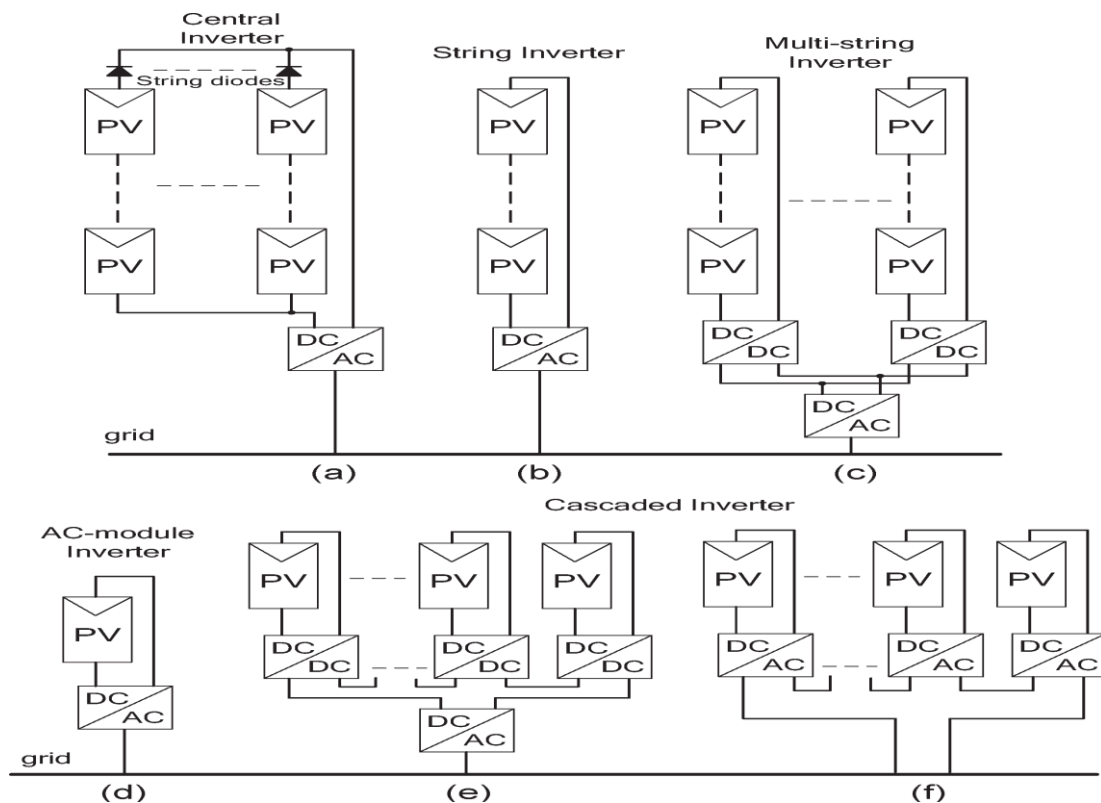 Central
Inverter
String diodes
PV
PV
PV
PV
DC
AC
String Inverter
PV
PV
DC
AC
Multi-string
Inverter
PV
PV
PV
PV
DC
DC
DC
DC
DC
AC
grid
(a)
(b)
(c)
AC-module
Inverter
PV
DC
AC
Cascaded Inverter
PV
PV
PV
DC
DC
DC
DC
DC
DC
DC
AC
PV
PV
PV
DC
AC
DC
AC
DC
AC
grid
(d)
(e)
(f)